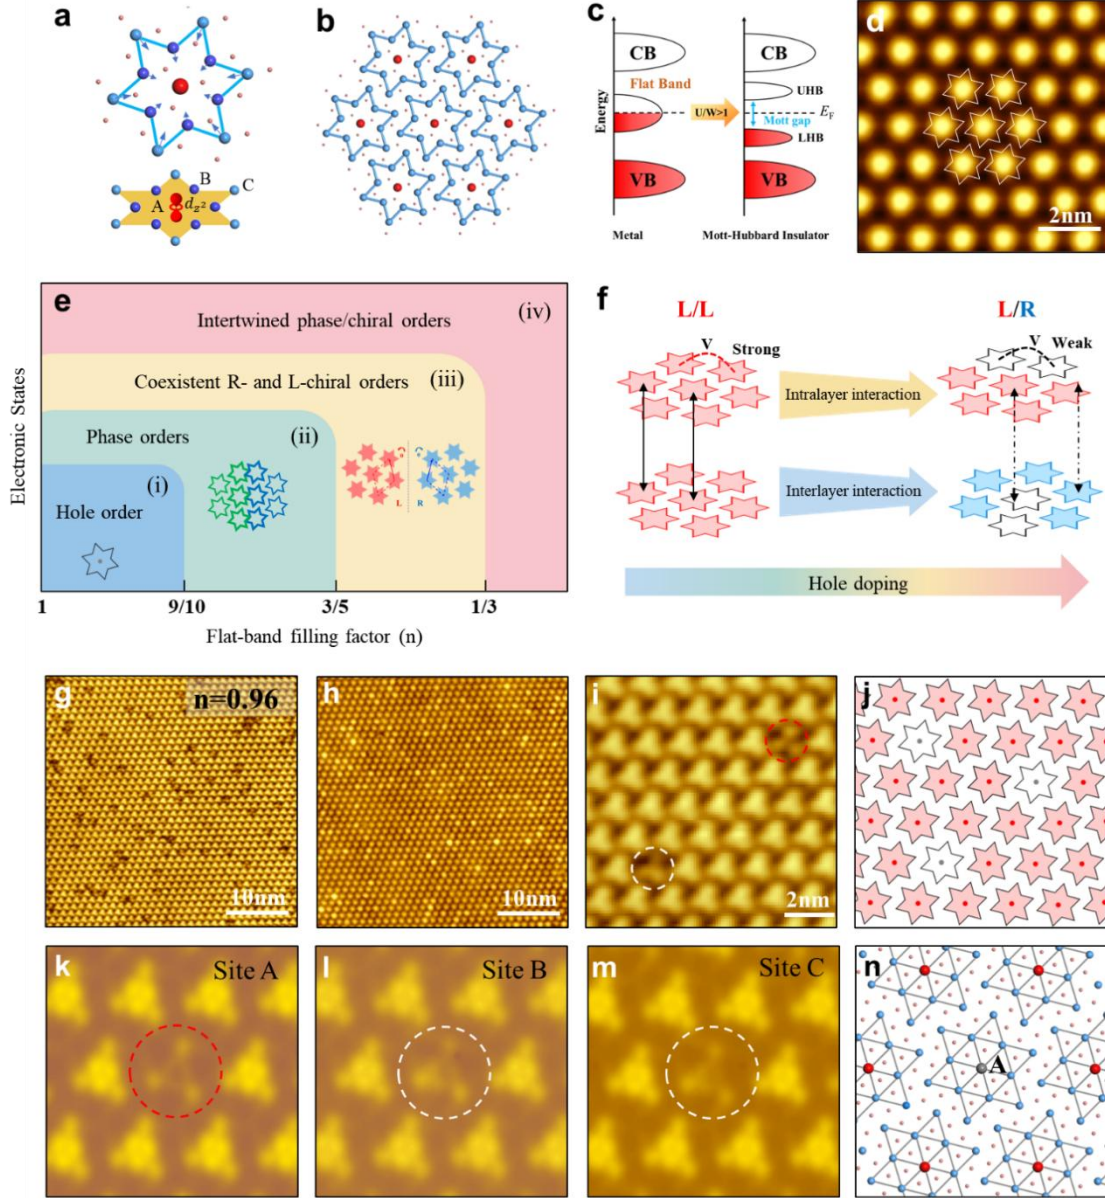 a
A
B
C
d_{z^2}
b
c
Energy
CB
Flat Band
VB
Metal
U/W>1
CB
UHB
E_F
Mott gap
LHB
VB
Mott-Hubbard Insulator
d
2nm
e
Electronic States
Intertwined phase/chiral orders
(iv)
Coexistent R- and L-chiral orders
(iii)
Phase orders
(ii)
(i)
Hole order
L
R
1
9/10
3/5
1/3
Flat-band filling factor (n)
f
L/L
V
Strong
L/R
V
Weak
Intralayer interaction
Interlayer interaction
Hole doping
g
n=0.96
10nm
h
10nm
i
2nm
j
k
Site A
l
Site B
m
Site C
n
A